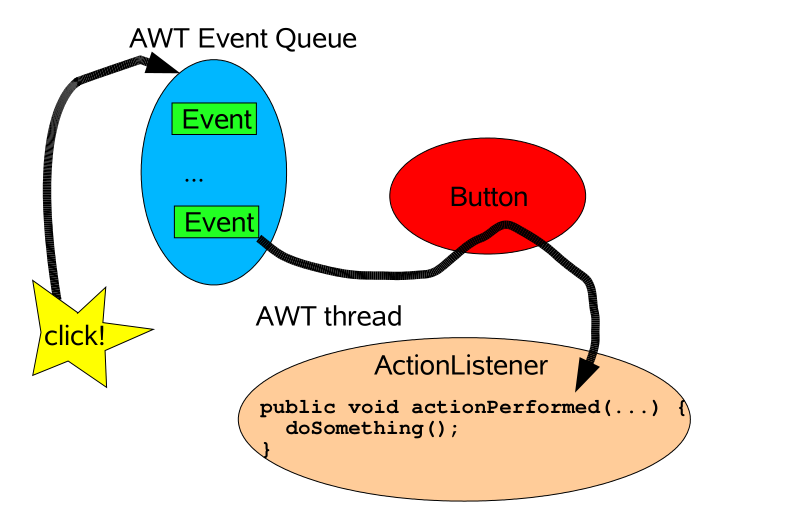 AWT Event Queue
Event
...
Event
Button
click!
AWT thread
ActionListener
public void actionPerformed(...) {
doSomething();
}